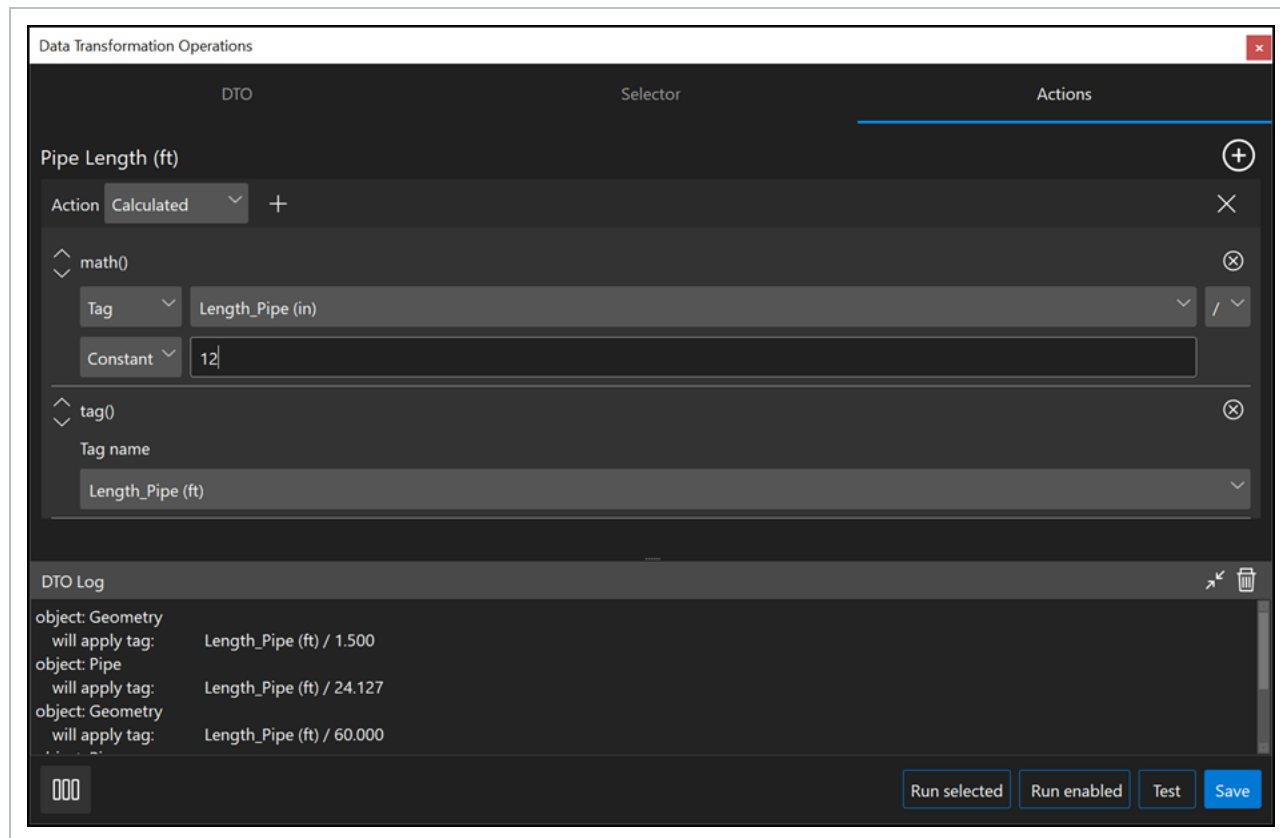 Data Transformation Operations
DTO Selector Actions
Pipe Length (ft)
Action Calculated
math()
Tag Length_Pipe (in) /
Constant 12
tag()
Tag name
Length_Pipe (ft)
DTO Log
object: Geometry
will apply tag: Length_Pipe (ft) / 1.500
object: Pipe
will apply tag: Length_Pipe (ft) / 24.127
object: Geometry
will apply tag: Length_Pipe (ft) / 60.000
Run selected Run enabled Test Save